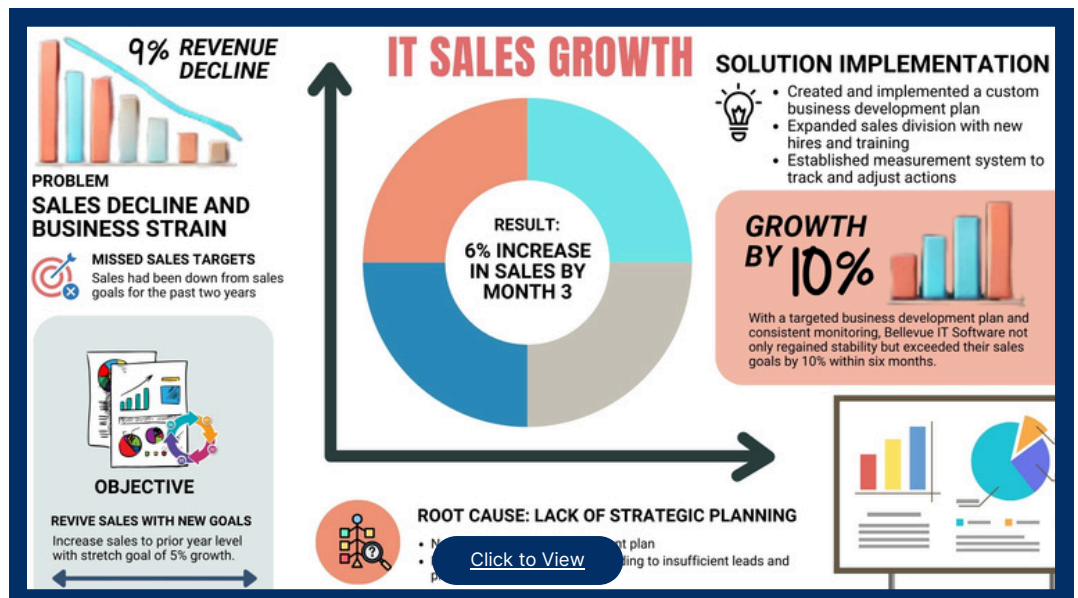 9% REVENUE
DECLINE
PROBLEM
SALES DECLINE AND
BUSINESS STRAIN
MISSED SALES TARGETS
Sales had been down from sales
goals for the past two years
OBJECTIVE
REVIVE SALES WITH NEW GOALS
Increase sales to prior year level
with stretch goal of 5% growth.
IT SALES GROWTH
RESULT:
6% INCREASE
IN SALES BY
MONTH 3
ROOT CAUSE: LACK OF STRATEGIC PLANNING
plan
to insufficient leads and
Click to View
SOLUTION IMPLEMENTATION
• Created and implemented a custom
business development plan
• Expanded sales division with new
hires and training
• Established measurement system to
track and adjust actions
GROWTH
BY 10%
With a targeted business development plan and
consistent monitoring, Bellevue IT Software not
only regained stability but exceeded their sales
goals by 10% within six months.